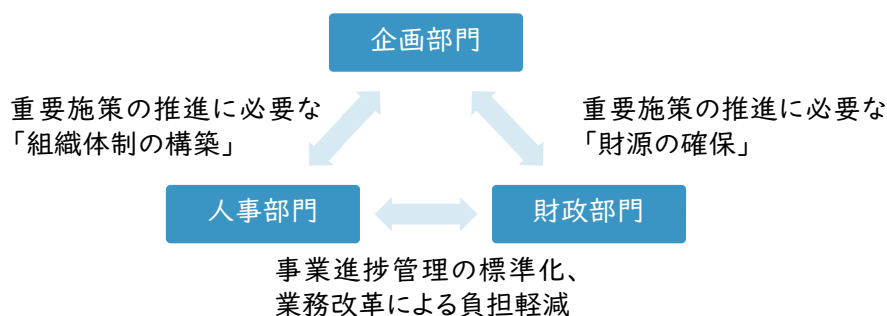 企画部門
重要施策の推進に必要な
「組織体制の構築」
重要施策の推進に必要な
「財源の確保」
人事部門
財政部門
事業進捗管理の標準化、
業務改革による負担軽減